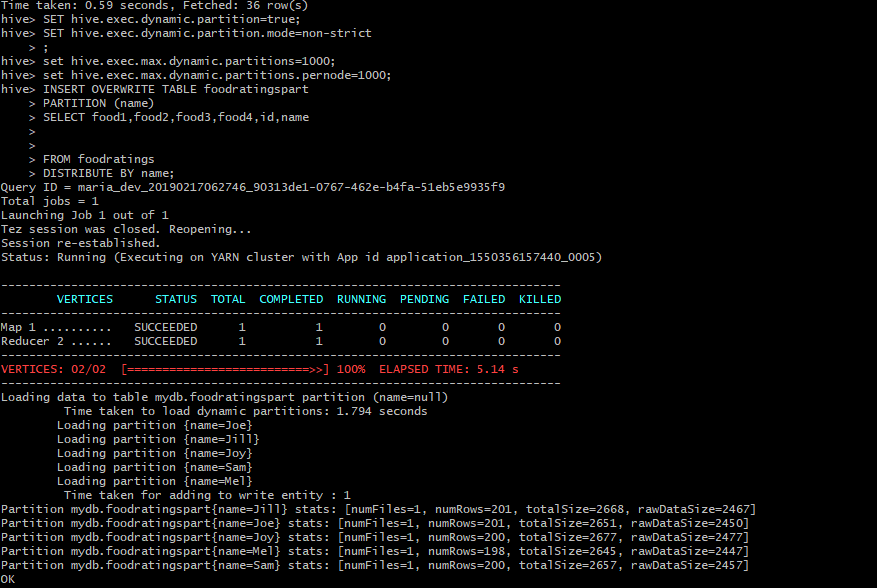 Time taken: 0.59 seconds, Fetched: 36 row(s)
hive> SET hive.exec.dynamic.partition=true;
hive> SET hive.exec.dynamic.partition.mode=non-strict
    > ;
hive> set hive.exec.max.dynamic.partitions=1000;
hive> set hive.exec.max.dynamic.partitions.pernode=1000;
hive> INSERT OVERWRITE TABLE foodratingspart
    > PARTITION (name)
    > SELECT food1,food2,food3,food4,id,name
    >
    >
    > FROM foodratings
    > DISTRIBUTE BY name;
Query ID = maria_dev_20190217062746_90313de1-0767-462e-b4fa-51eb5e9935f9
Total jobs = 1
Launching Job 1 out of 1
Tez session was closed. Reopening...
Session re-established.
Status: Running (Executing on YARN cluster with App id application_1550356157440_0005)
--------------------------------------------------------------------------------
        VERTICES      STATUS  TOTAL  COMPLETED  RUNNING  PENDING  FAILED  KILLED
--------------------------------------------------------------------------------
Map 1 ..........   SUCCEEDED      1          1        0        0       0       0
Reducer 2 ......   SUCCEEDED      1          1        0        0       0       0
--------------------------------------------------------------------------------
VERTICES: 02/02  [==========================>>] 100%  ELAPSED TIME: 5.14 s
--------------------------------------------------------------------------------
Loading data to table mydb.foodratingspart partition (name=null)
         Time taken to load dynamic partitions: 1.794 seconds
        Loading partition {name=Joe}
        Loading partition {name=Jill}
        Loading partition {name=Joy}
        Loading partition {name=Sam}
        Loading partition {name=Mel}
         Time taken for adding to write entity : 1
Partition mydb.foodratingspart{name=Jill} stats: [numFiles=1, numRows=201, totalSize=2668, rawDataSize=2467]
Partition mydb.foodratingspart{name=Joe} stats: [numFiles=1, numRows=201, totalSize=2651, rawDataSize=2450]
Partition mydb.foodratingspart{name=Joy} stats: [numFiles=1, numRows=200, totalSize=2677, rawDataSize=2477]
Partition mydb.foodratingspart{name=Mel} stats: [numFiles=1, numRows=198, totalSize=2645, rawDataSize=2447]
Partition mydb.foodratingspart{name=Sam} stats: [numFiles=1, numRows=200, totalSize=2657, rawDataSize=2457]
OK